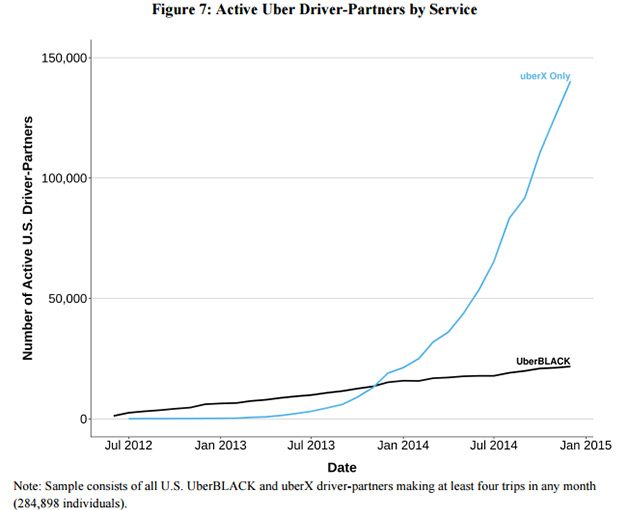 Figure 7: Active Uber Driver-Partners by Service
150,000
100,000
50,000
0
Number of Active U.S. Driver-Partners
uberX Only
UberBLACK
Jul 2012
Jan 2013
Jul 2013
Jan 2014
Jul 2014
Jan 2015
Date
Note: Sample consists of all U.S. UberBLACK and uberX driver-partners making at least four trips in any month
(284,898 individuals).